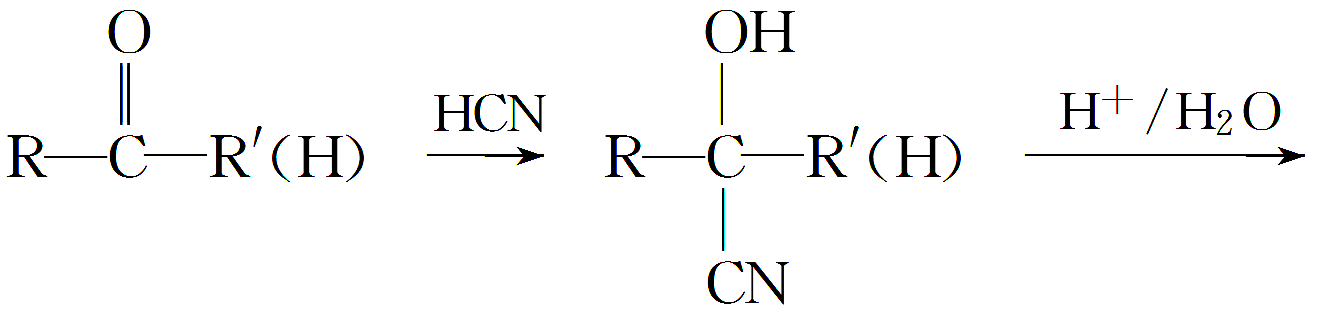 O OH
R—C—R′(H) HCN R—C—R′(H) H⁺/H₂O
CN